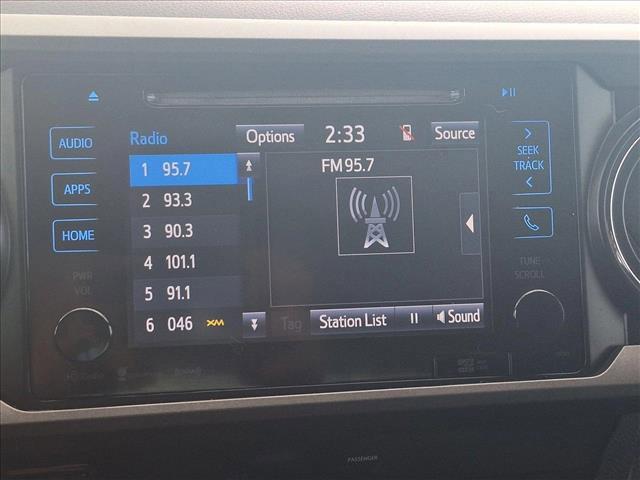 AUDIO
APPS
HOME
PWR
VOL
Radio
Options
2:33
Source
1 95.7
2 93.3
3 90.3
4 101.1
5 91.1
6 046 XM
FM 95.7
Tag
Station List
Sound
SEEK
TRACK
TUNE
SCROLL
PASSENGER